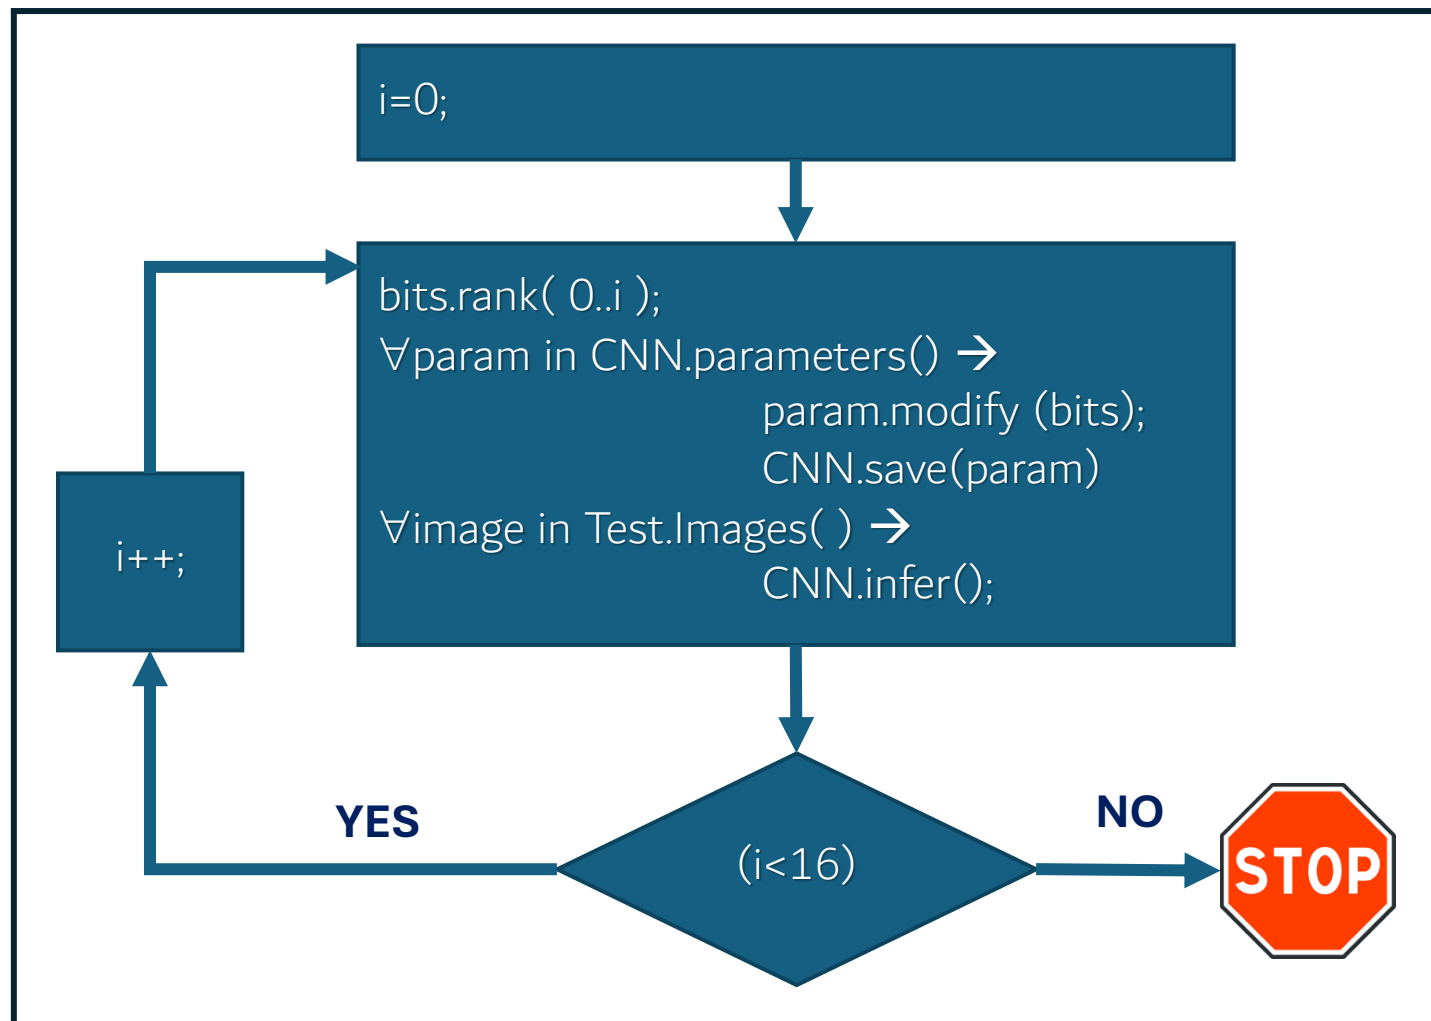 i=0;
bits.rank( 0..i );
∀param in CNN.parameters() →
param.modify (bits);
CNN.save(param)
∀image in Test.Images( ) →
CNN.infer();
i++;
YES
NO
(i<16)
STOP